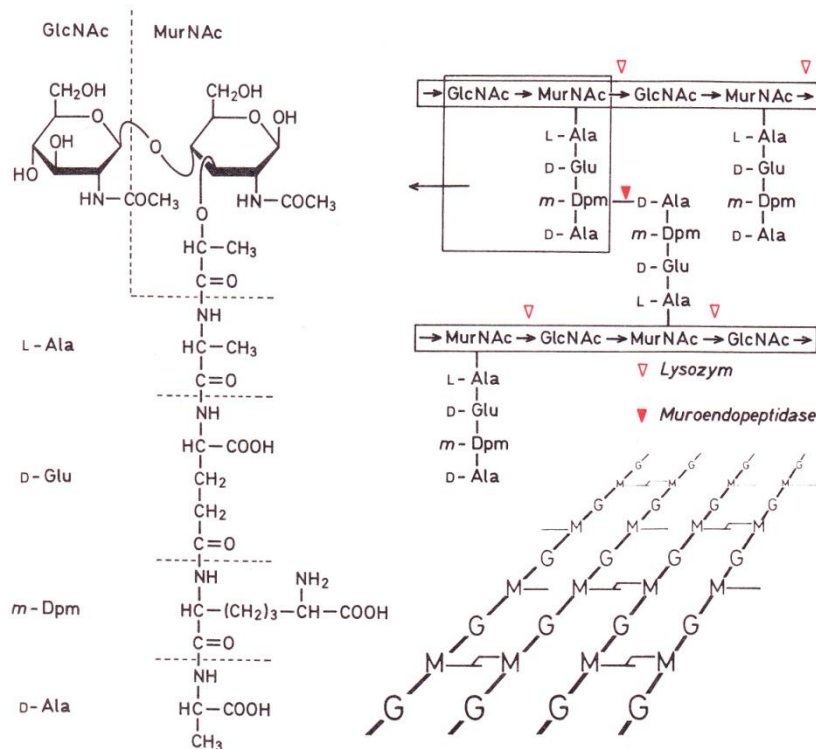 GlcNAc MurNAc
CH2OH CH2OH
O O OH
OH O
HO
HN—COCH3 HN—COCH3
O
HC—CH3
C=O
NH
L-Ala HC—CH3
C=O
NH
HC—COOH
D-Glu CH2
CH2
C=O
NH NH2
m-Dpm HC—(CH2)3—CH—COOH
C=O
NH
D-Ala HC—COOH
CH3
→GlcNAc→MurNAc→GlcNAc→MurNAc→
L-Ala L-Ala
D-Glu D-Glu
m-Dpm—D-Ala m-Dpm
D-Ala m-Dpm D-Ala
D-Glu
L-Ala
→MurNAc→GlcNAc→MurNAc→GlcNAc→
L-Ala Lysozym
D-Glu
m-Dpm Muroendopeptidase
D-Ala
G G
M M M M
G G G G
M M M M
G G G G
M M M M
G G G G
M M M M
G G G G